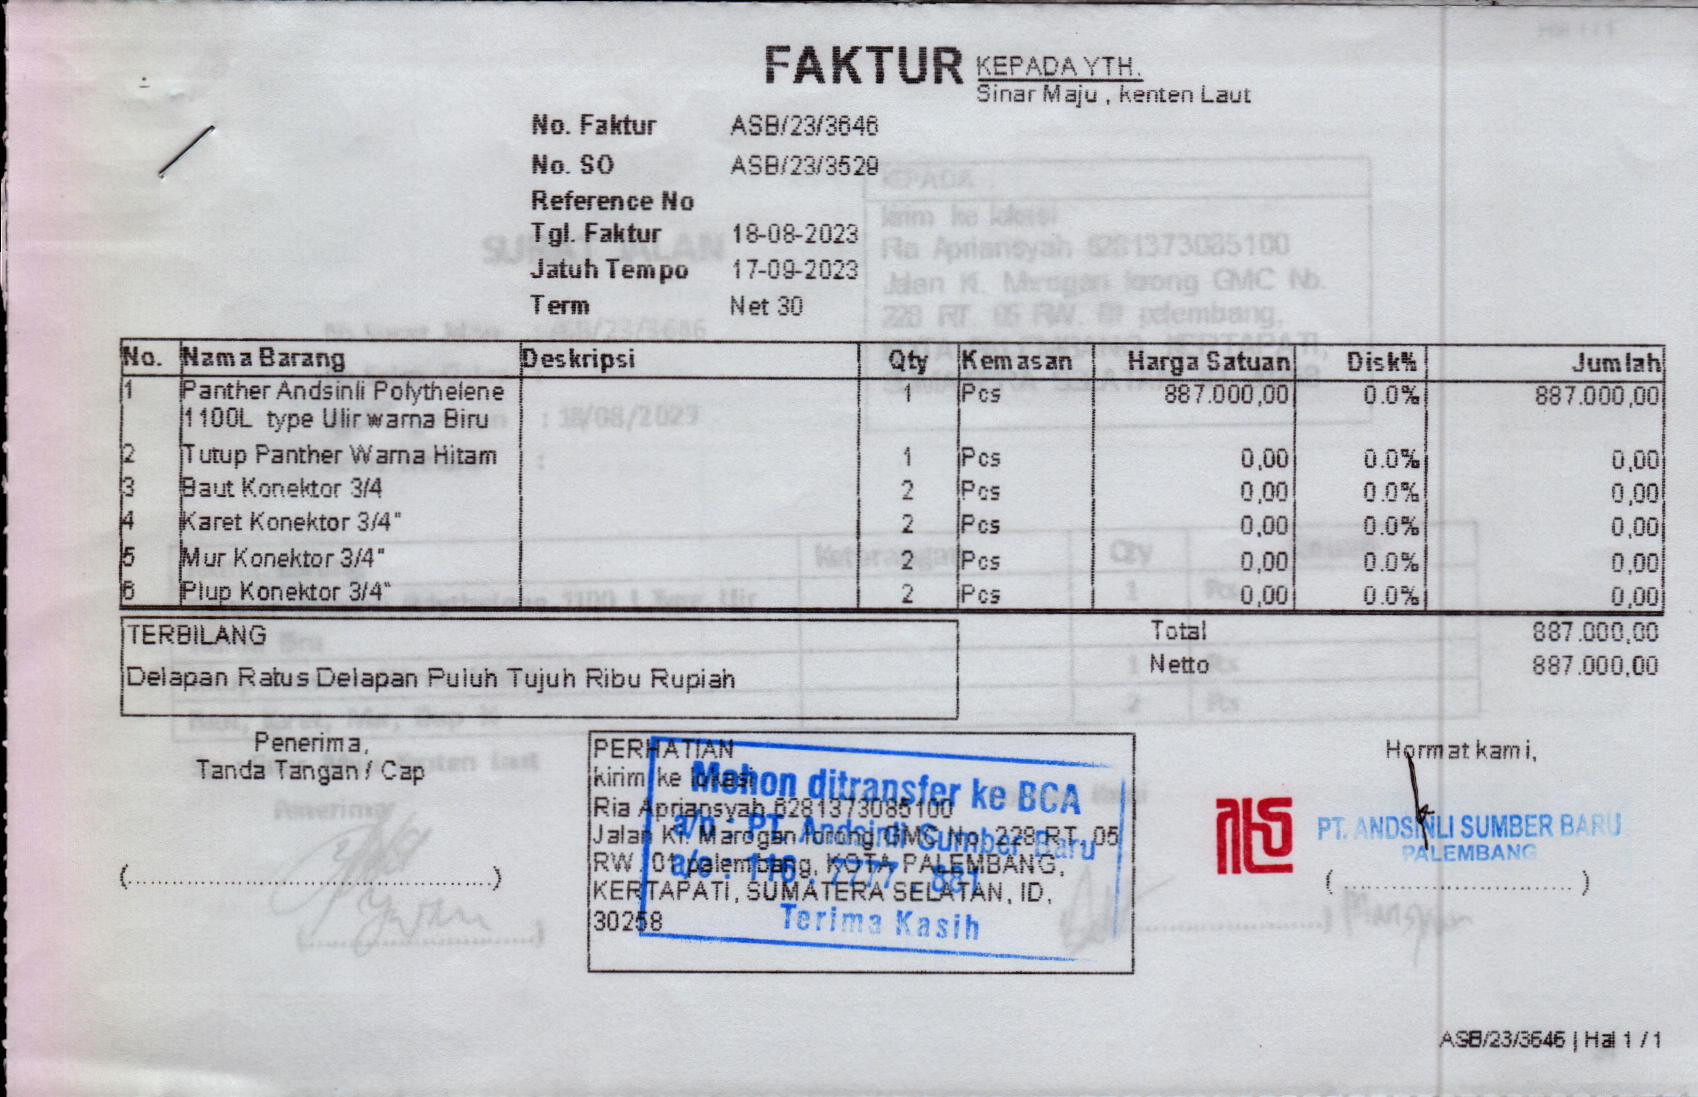 FAKTUR
KEPADA YTH.
Sinar Maju , kenten Laut
No. Faktur ASB/23/3646
No. SO ASB/23/3529
Reference No
Tgl. Faktur 18-08-2023
Jatuh Tempo 17-09-2023
Term Net 30
No. Nama Barang Deskripsi Qty Kemasan Harga Satuan Disk% Jumlah
1 Panther Andsinli Polythelene 1 Pcs 887.000,00 0.0% 887.000,00
1100L type Ulir warna Biru
2 Tutup Panther Warna Hitam 1 Pcs 0,00 0.0% 0,00
3 Baut Konektor 3/4 2 Pcs 0,00 0.0% 0,00
4 Karet Konektor 3/4" 2 Pcs 0,00 0.0% 0,00
5 Mur Konektor 3/4" 2 Pcs 0,00 0.0% 0,00
6 Plup Konektor 3/4" 2 Pcs 0,00 0.0% 0,00
TERBILANG
Delapan Ratus Delapan Puluh Tujuh Ribu Rupiah
Total 887.000,00
Netto 887.000,00
Penerima,
Tanda Tangan / Cap
(..........................................)
PERHATIAN
kirim ke lokasi
Ria Apriansyah 6281373085100
Jalan Ki. Marogan lorong GMC No. 228 RT. 05
RW. 01 palembang, KOTA PALEMBANG,
KERTAPATI, SUMATERA SELATAN, ID,
30258
Mohon ditransfer ke BCA
a/n : PT. Andsinli Sumber Baru
a/c : 116 . 7777 . 881
Terima Kasih
Hormat kami,
PT. ANDSINLI SUMBER BARU
PALEMBANG
(............................)
ASB/23/3646 | Hal 1 / 1